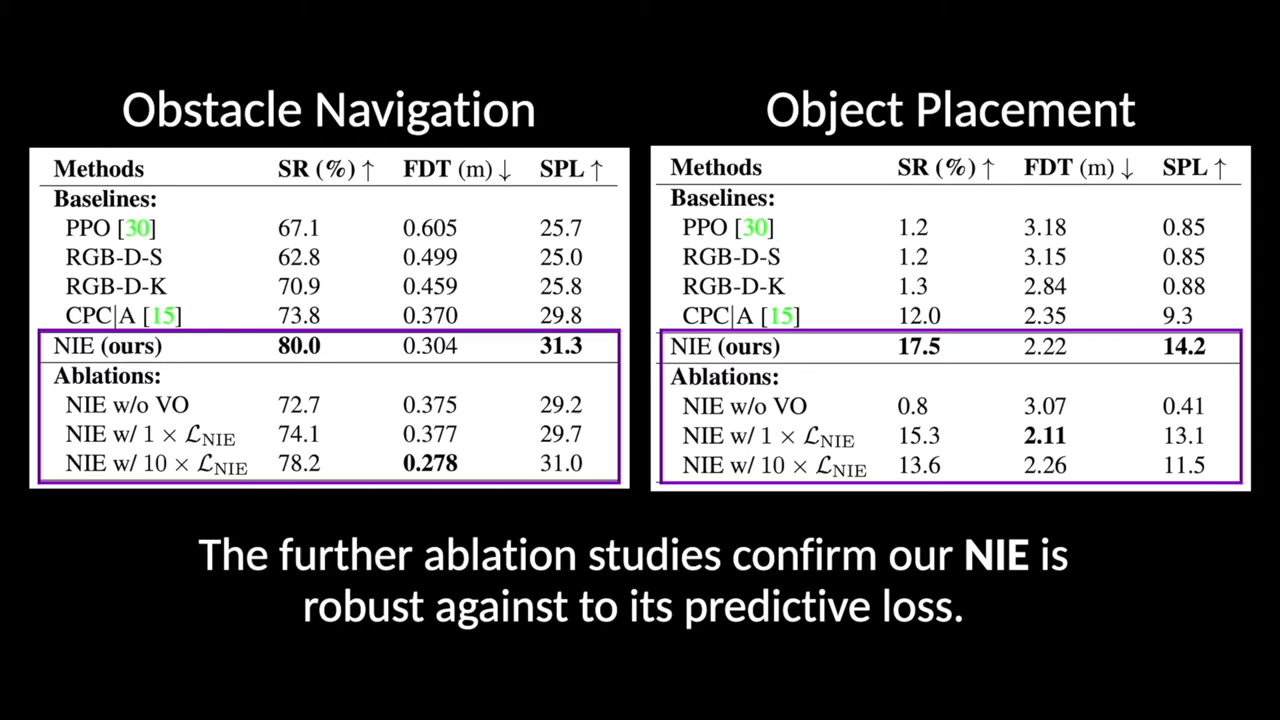 Obstacle Navigation
Methods SR (%) ↑ FDT (m) ↓ SPL ↑
Baselines:
PPO [30] 67.1 0.605 25.7
RGB-D-S 62.8 0.499 25.0
RGB-D-K 70.9 0.459 25.8
CPC|A [15] 73.8 0.370 29.8
NIE (ours) 80.0 0.304 31.3
Ablations:
NIE w/o VO 72.7 0.375 29.2
NIE w/ 1 × ℒNIE 74.1 0.377 29.7
NIE w/ 10 × ℒNIE 78.2 0.278 31.0
Object Placement
Methods SR (%) ↑ FDT (m) ↓ SPL ↑
Baselines:
PPO [30] 1.2 3.18 0.85
RGB-D-S 1.2 3.15 0.85
RGB-D-K 1.3 2.84 0.88
CPC|A [15] 12.0 2.35 9.3
NIE (ours) 17.5 2.22 14.2
Ablations:
NIE w/o VO 0.8 3.07 0.41
NIE w/ 1 × ℒNIE 15.3 2.11 13.1
NIE w/ 10 × ℒNIE 13.6 2.26 11.5
The further ablation studies confirm our NIE is
robust against to its predictive loss.